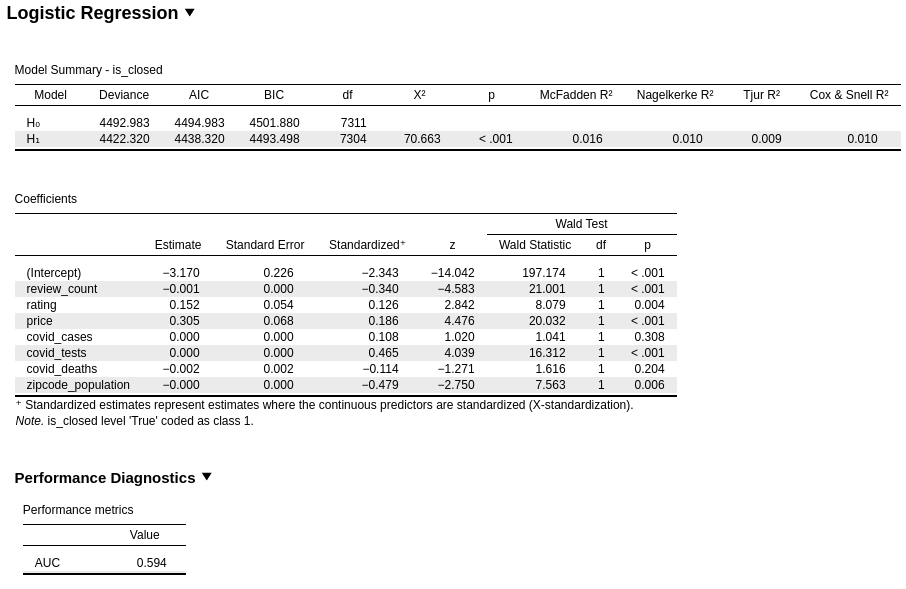 Logistic Regression ▼
Model Summary - is_closed
Model Deviance AIC BIC df X² p McFadden R² Nagelkerke R² Tjur R² Cox & Snell R²
H₀ 4492.983 4494.983 4501.880 7311
H₁ 4422.320 4438.320 4493.498 7304 70.663 < .001 0.016 0.010 0.009 0.010
Coefficients
Wald Test
Estimate Standard Error Standardized⁺ z Wald Statistic df p
(Intercept) −3.170 0.226 −2.343 −14.042 197.174 1 < .001
review_count −0.001 0.000 −0.340 −4.583 21.001 1 < .001
rating 0.152 0.054 0.126 2.842 8.079 1 0.004
price 0.305 0.068 0.186 4.476 20.032 1 < .001
covid_cases 0.000 0.000 0.108 1.020 1.041 1 0.308
covid_tests 0.000 0.000 0.465 4.039 16.312 1 < .001
covid_deaths −0.002 0.002 −0.114 −1.271 1.616 1 0.204
zipcode_population −0.000 0.000 −0.479 −2.750 7.563 1 0.006
⁺ Standardized estimates represent estimates where the continuous predictors are standardized (X-standardization).
Note. is_closed level 'True' coded as class 1.
Performance Diagnostics ▼
Performance metrics
Value
AUC 0.594